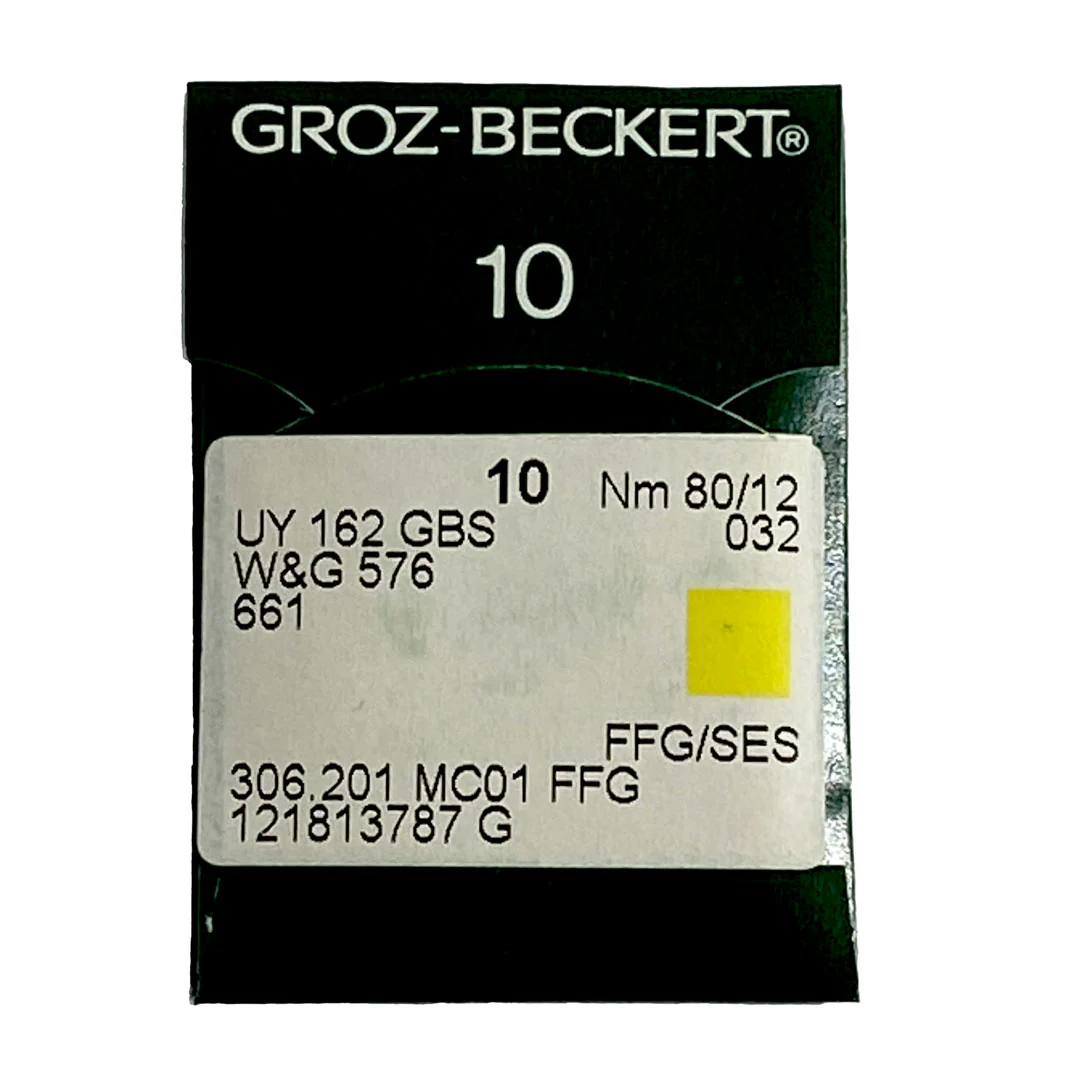 GROZ-BECKERT®
10
10 Nm 80/12
UY 162 GBS 032
W&G 576
661
FFG/SES
306.201 MC01 FFG
121813787 G